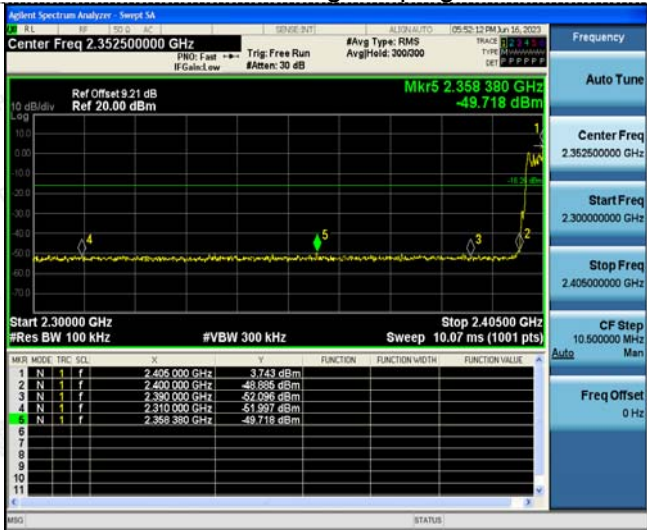 Agilent Spectrum Analyzer - Swept SA
RL RF 50 Ω AC SENSE:INT ALIGN AUTO 05:52:12 PM Jun 16, 2023
Center Freq 2.352500000 GHz
PNO: Fast
IFGain:Low
Trig: Free Run
#Atten: 30 dB
#Avg Type: RMS
Avg|Hold: 300/300
TRACE 1 2 3 4 5 6
TYPE M
DET P P P P P P
Ref Offset 9.21 dB
Ref 20.00 dBm
10 dB/div
Log
Mkr5 2.358 380 GHz
-49.718 dBm
10.0
0.00
-10.0
-20.0
-30.0
-40.0
-50.0
-60.0
-70.0
1
2
3
4
5
Start 2.30000 GHz
Stop 2.40500 GHz
#Res BW 100 kHz
#VBW 300 kHz
Sweep 10.07 ms (1001 pts)
MKR MODE TRC SCL X Y FUNCTION FUNCTION WIDTH FUNCTION VALUE
1 N 1 f 2.405 000 GHz 3.743 dBm
2 N 1 f 2.400 000 GHz -48.885 dBm
3 N 1 f 2.390 000 GHz -52.096 dBm
4 N 1 f 2.310 000 GHz -51.997 dBm
5 N 1 f 2.358 380 GHz -49.718 dBm
6
7
8
9
10
11
MSG
STATUS
Frequency
Auto Tune
Center Freq
2.352500000 GHz
Start Freq
2.300000000 GHz
Stop Freq
2.405000000 GHz
CF Step
10.500000 MHz
Auto Man
Freq Offset
0 Hz